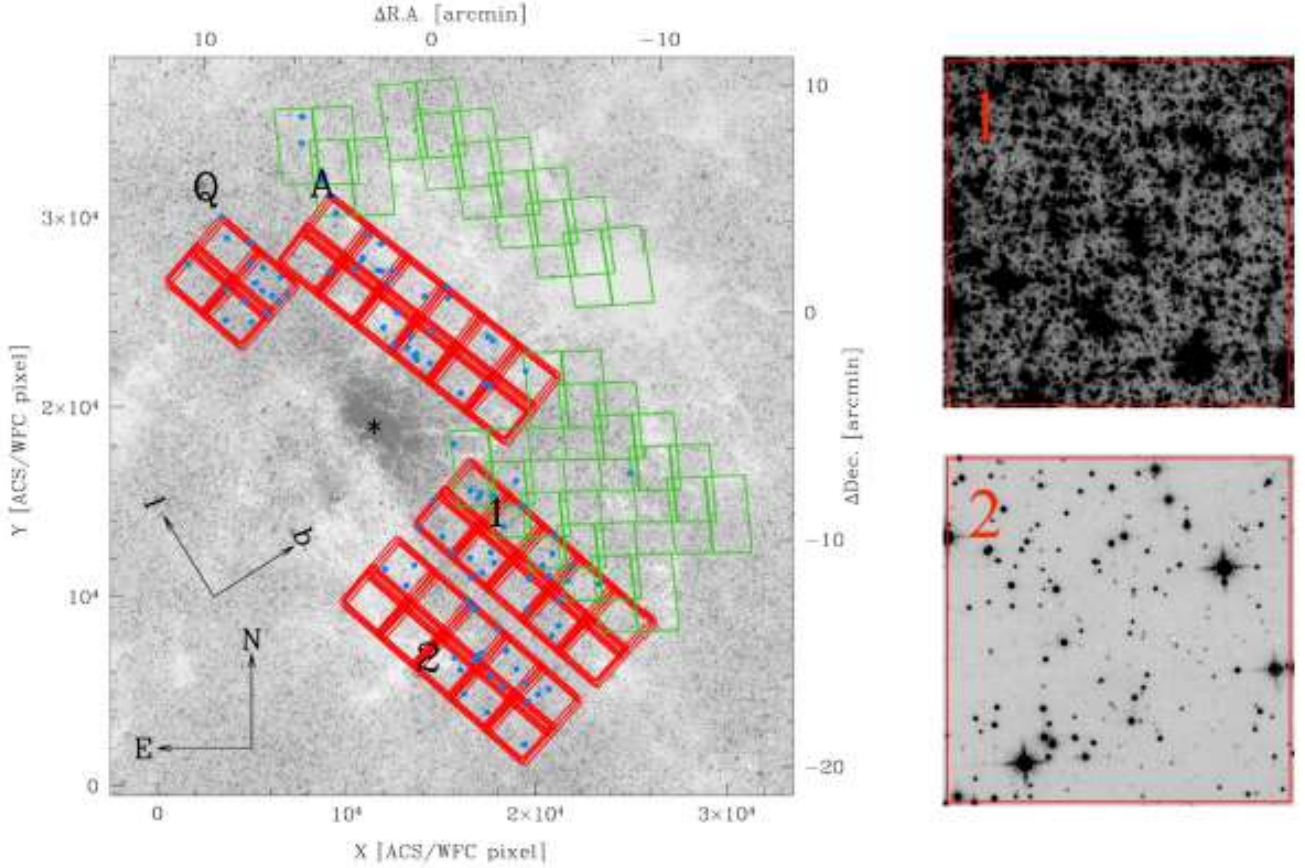 ΔR.A. [arcmin]
10 0 −10
Q
A
1
2
*
l
b
N
E
3×10⁴
2×10⁴
10⁴
0
Y [ACS/WFC pixel]
10
0
−10
−20
ΔDec. [arcmin]
0 10⁴ 2×10⁴ 3×10⁴
X [ACS/WFC pixel]
1
2